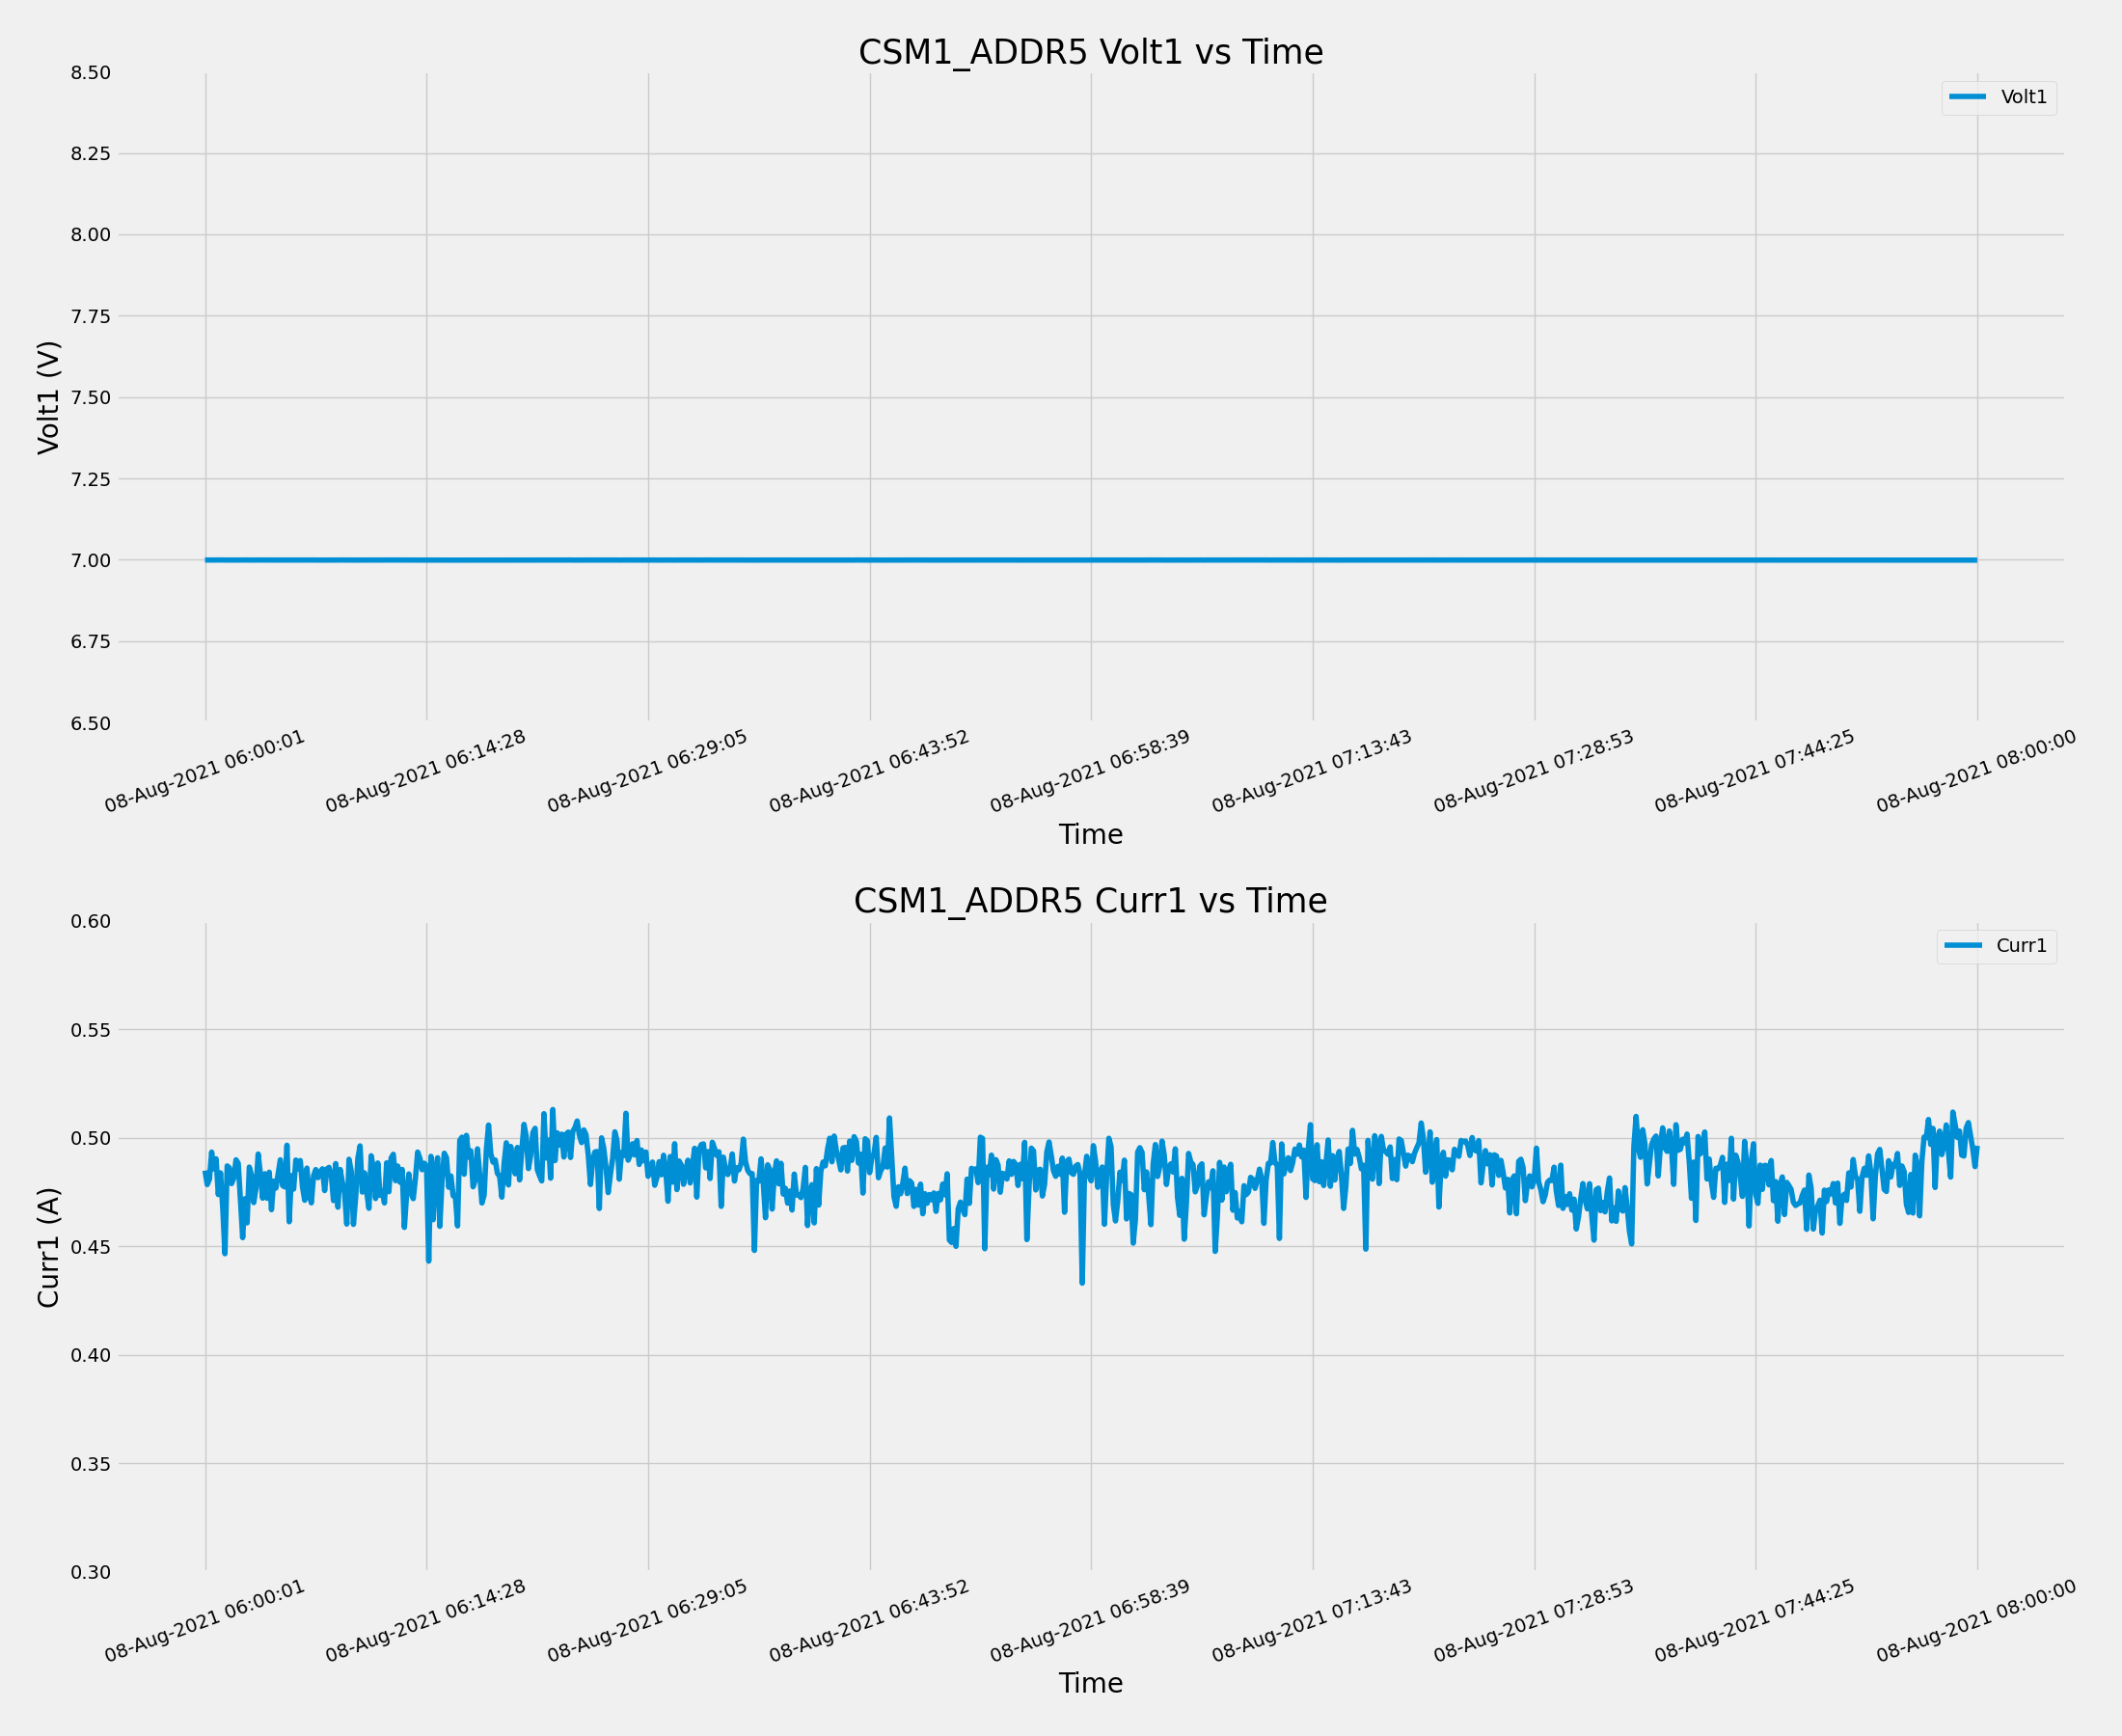 CSM1_ADDR5 Volt1 vs Time
8.50
8.25
8.00
7.75
7.50
7.25
7.00
6.75
6.50
Volt1 (V)
Volt1
08-Aug-2021 06:00:01
08-Aug-2021 06:14:28
08-Aug-2021 06:29:05
08-Aug-2021 06:43:52
08-Aug-2021 06:58:39
08-Aug-2021 07:13:43
08-Aug-2021 07:28:53
08-Aug-2021 07:44:25
08-Aug-2021 08:00:00
Time
CSM1_ADDR5 Curr1 vs Time
0.60
0.55
0.50
0.45
0.40
0.35
0.30
Curr1 (A)
Curr1
08-Aug-2021 06:00:01
08-Aug-2021 06:14:28
08-Aug-2021 06:29:05
08-Aug-2021 06:43:52
08-Aug-2021 06:58:39
08-Aug-2021 07:13:43
08-Aug-2021 07:28:53
08-Aug-2021 07:44:25
08-Aug-2021 08:00:00
Time